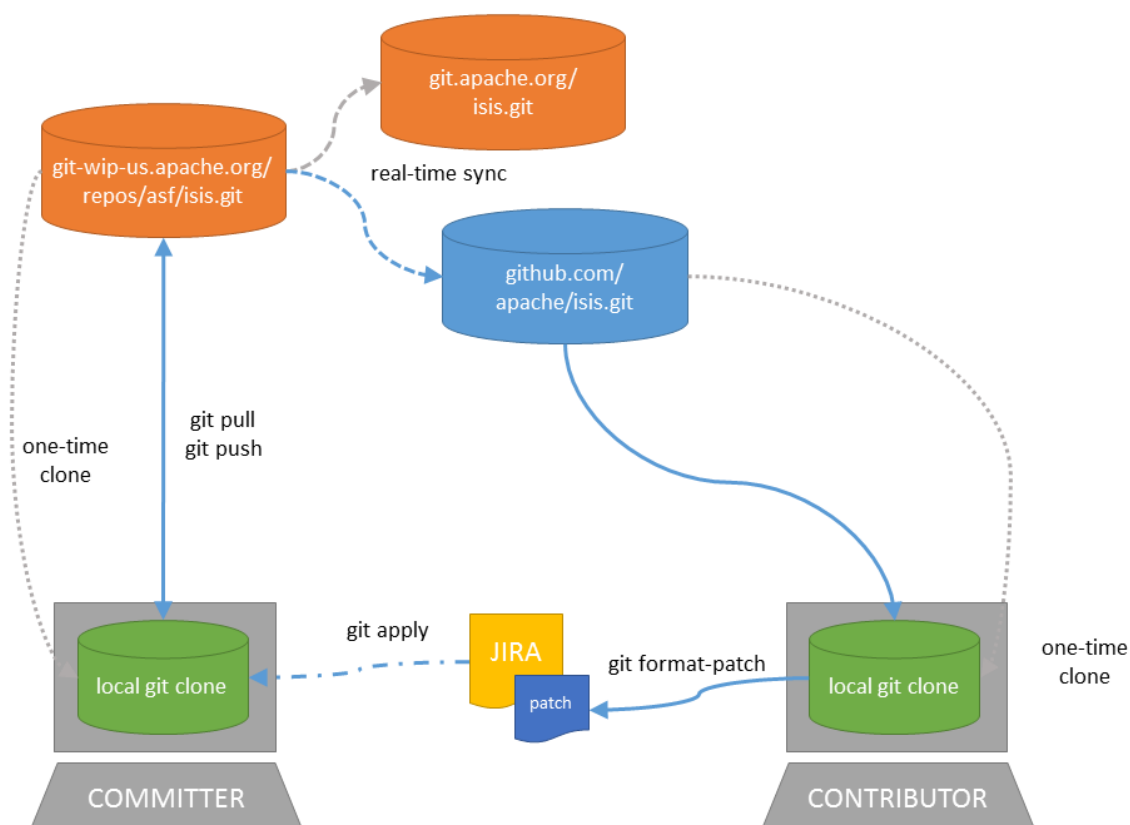 git.apache.org/
isis.git
git-wip-us.apache.org/
repos/asf/isis.git
real-time sync
github.com/
apache/isis.git
git pull
git push
one-time
clone
git apply
JIRA
patch
git format-patch
one-time
clone
local git clone
local git clone
COMMITTER
CONTRIBUTOR